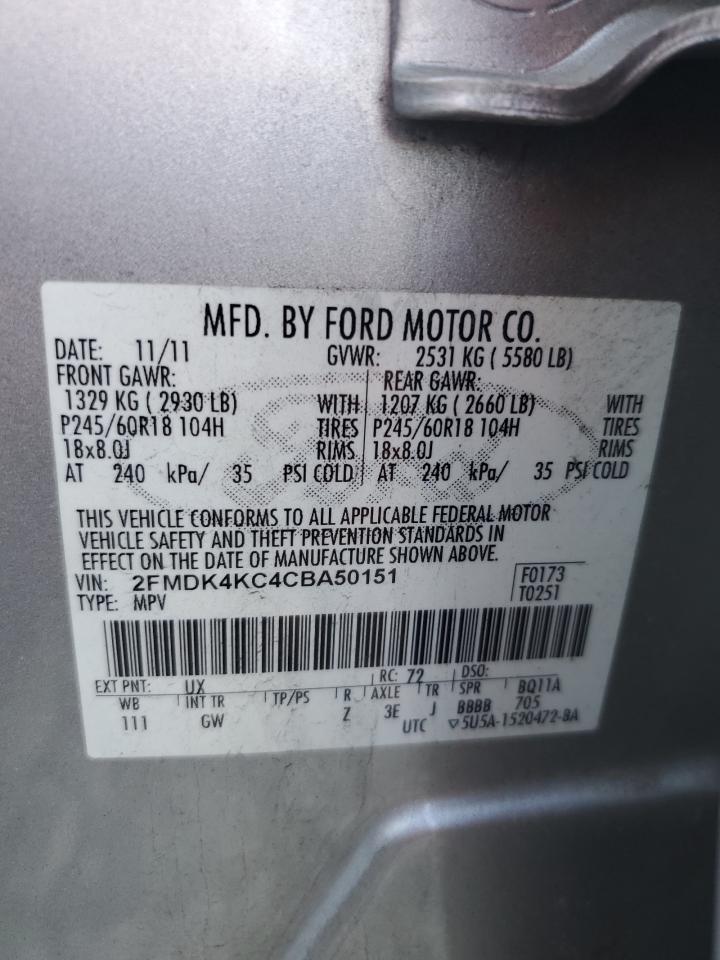 MFD. BY FORD MOTOR CO.
DATE: 11/11 GVWR: 2531 KG ( 5580 LB)
FRONT GAWR: REAR GAWR:
1329 KG ( 2930 LB) WITH 1207 KG ( 2660 LB) WITH
P245/60R18 104H TIRES P245/60R18 104H TIRES
18x8.0J RIMS 18x8.0J RIMS
AT 240 kPa/ 35 PSI COLD AT 240 kPa/ 35 PSI COLD
THIS VEHICLE CONFORMS TO ALL APPLICABLE FEDERAL MOTOR
VEHICLE SAFETY AND THEFT PREVENTION STANDARDS IN
EFFECT ON THE DATE OF MANUFACTURE SHOWN ABOVE.
VIN: 2FMDK4KC4CBA50151 F0173
TYPE: MPV T0251
EXT PNT: UX RC: 72 DSO:
WB INT TR TP/PS R AXLE TR SPR BQ11A
111 GW Z 3E J BBBB 705
UTC ▽5U5A-1520472-BA